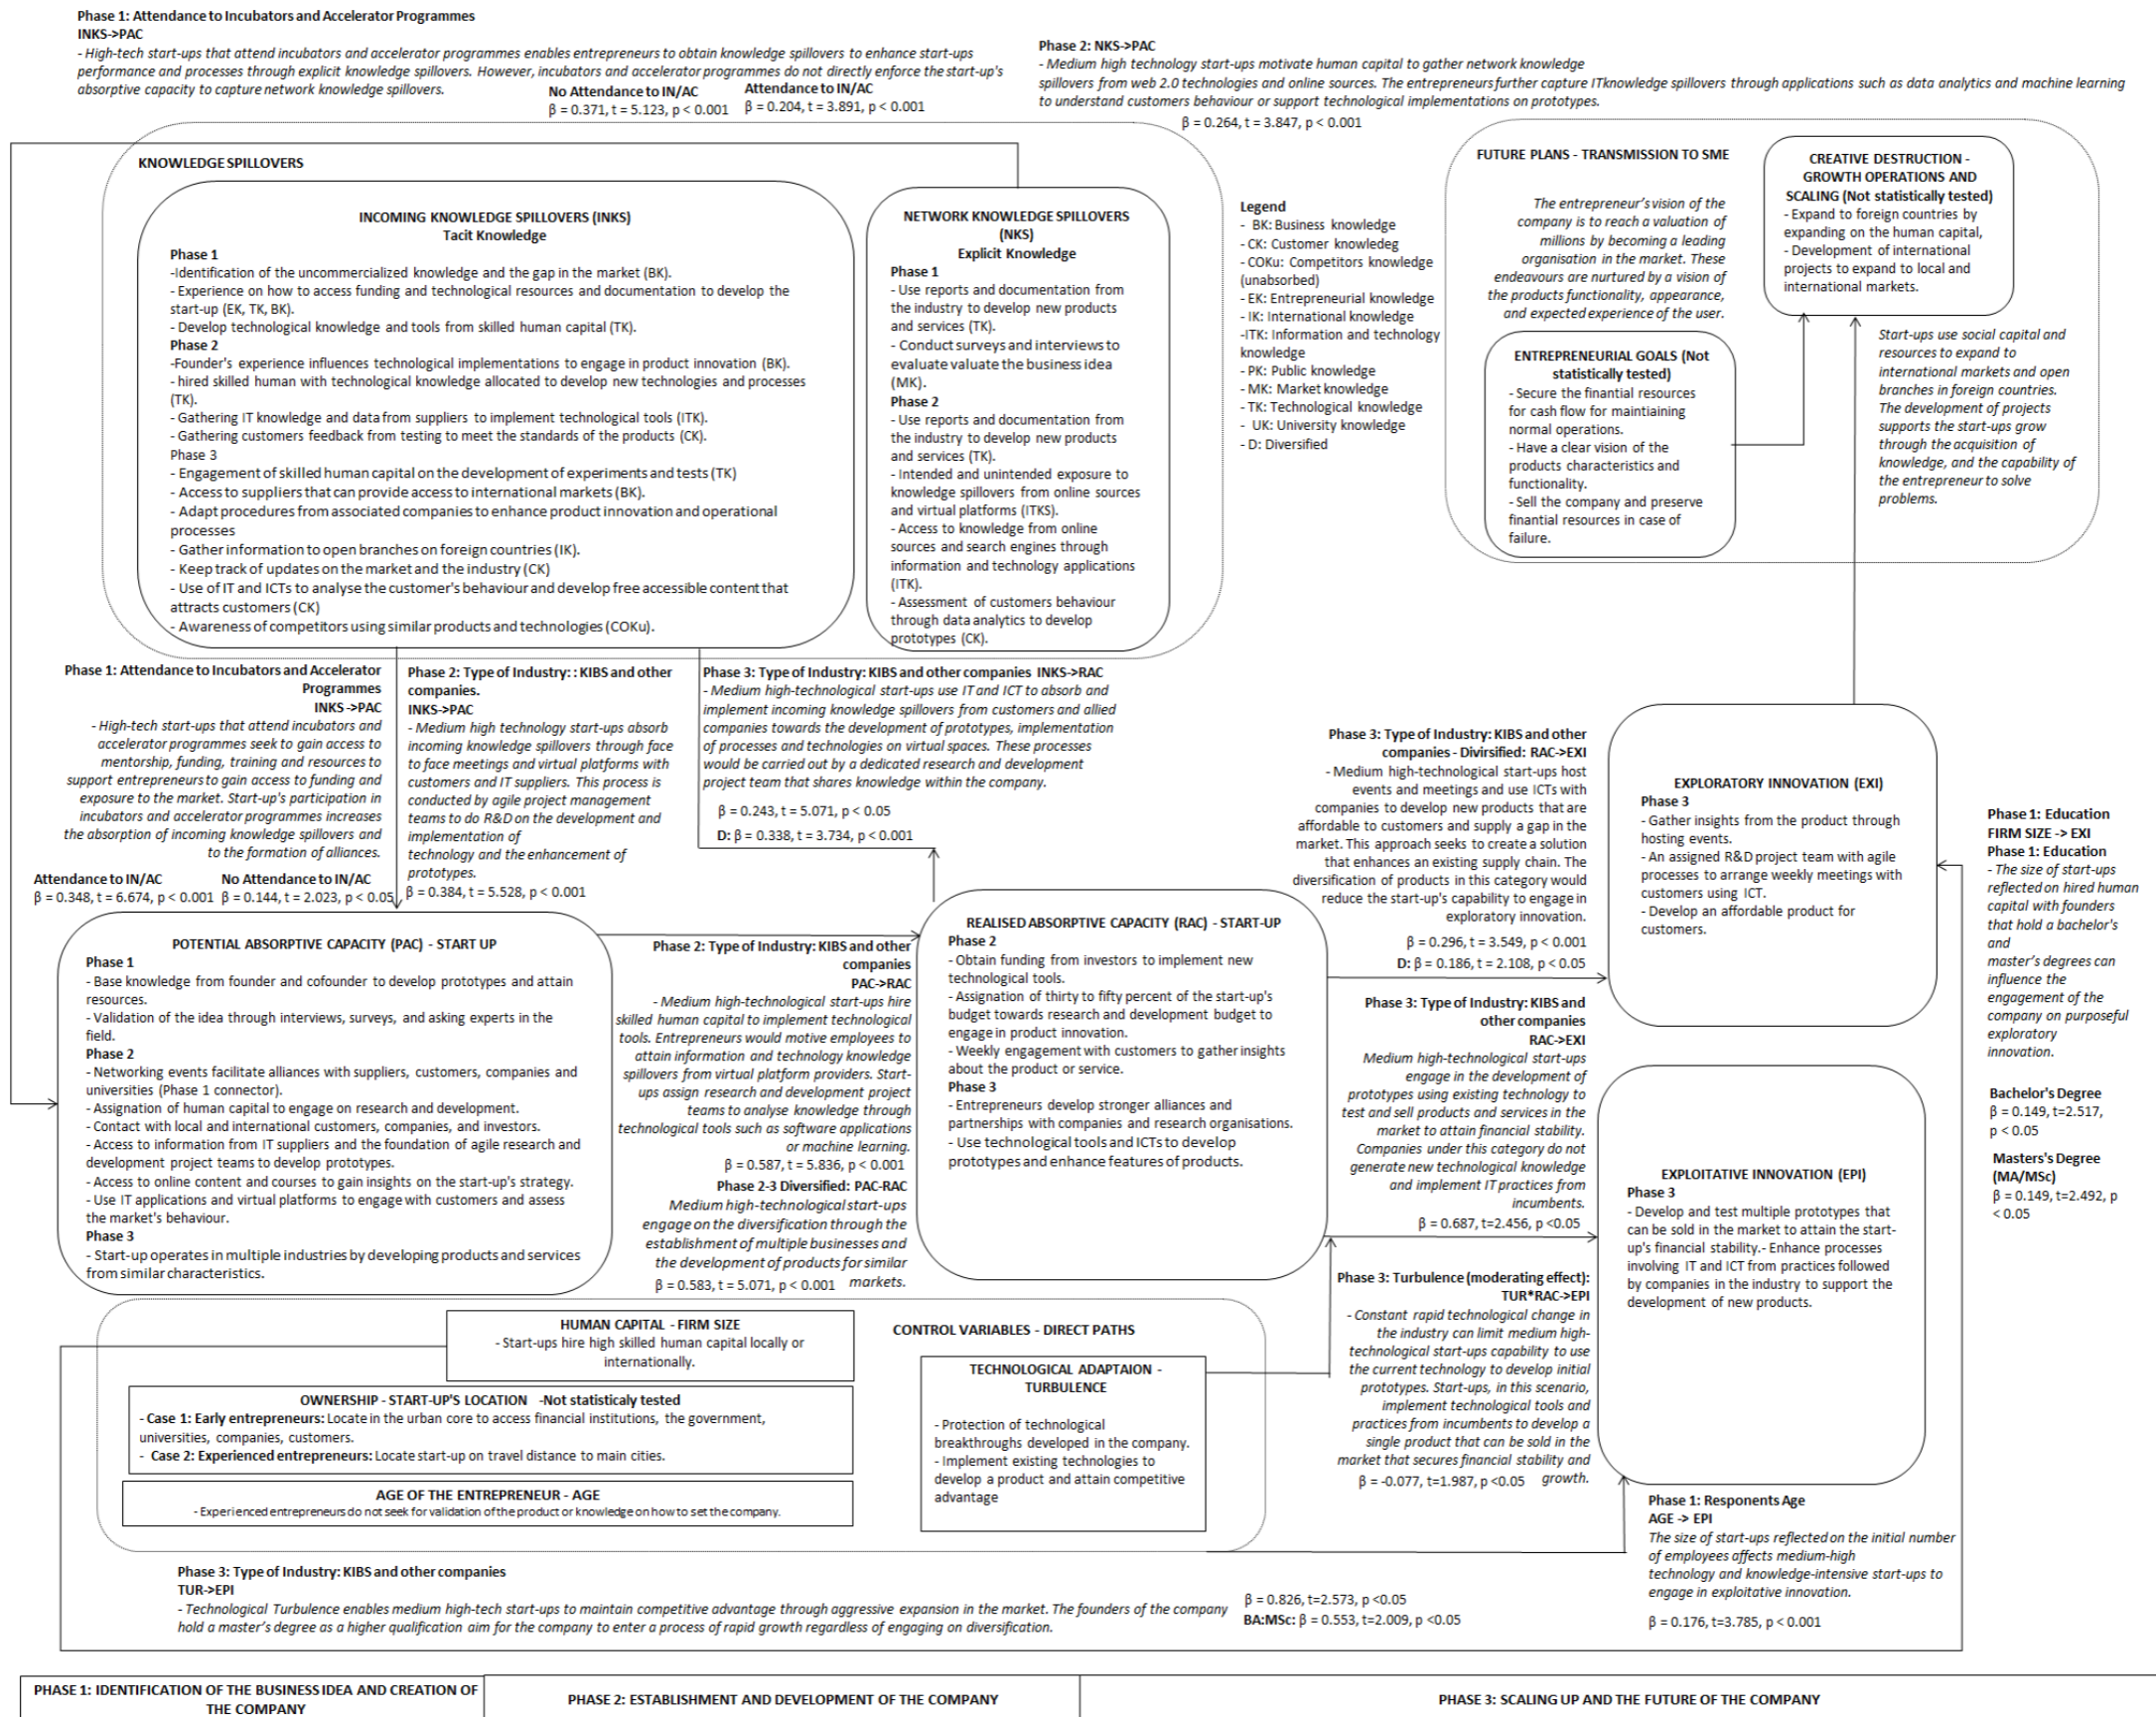 Phase 1: Attendance to Incubators and Accelerator Programmes
INKS->PAC
- High-tech start-ups that attend incubators and accelerator programmes enables entrepreneurs to obtain knowledge spillovers to enhance start-ups
performance and processes through explicit knowledge spillovers. However, incubators and accelerator programmes do not directly enforce the start-up's
absorptive capacity to capture network knowledge spillovers.
No Attendance to IN/AC
β = 0.371, t = 5.123, p < 0.001
Attendance to IN/AC
β = 0.204, t = 3.891, p < 0.001
Phase 2: NKS->PAC
- Medium high technology start-ups motivate human capital to gather network knowledge
spillovers from web 2.0 technologies and online sources. The entrepreneurs further capture ITknowledge spillovers through applications such as data analytics and machine learning
to understand customers behaviour or support technological implementations on prototypes.
β = 0.264, t = 3.847, p < 0.001
KNOWLEDGE SPILLOVERS
INCOMING KNOWLEDGE SPILLOVERS (INKS)
Tacit Knowledge
Phase 1
-Identification of the uncommercialized knowledge and the gap in the market (BK).
- Experience on how to access funding and technological resources and documentation to develop the
start-up (EK, TK, BK).
- Develop technological knowledge and tools from skilled human capital (TK).
Phase 2
-Founder's experience influences technological implementations to engage in product innovation (BK).
- hired skilled human with technological knowledge allocated to develop new technologies and processes
(TK).
- Gathering IT knowledge and data from suppliers to implement technological tools (ITK).
- Gathering customers feedback from testing to meet the standards of the products (CK).
Phase 3
- Engagement of skilled human capital on the development of experiments and tests (TK)
- Access to suppliers that can provide access to international markets (BK).
- Adapt procedures from associated companies to enhance product innovation and operational
processes
- Gather information to open branches on foreign countries (IK).
- Keep track of updates on the market and the industry (CK)
- Use of IT and ICTs to analyse the customer's behaviour and develop free accessible content that
attracts customers (CK)
- Awareness of competitors using similar products and technologies (COKu).
NETWORK KNOWLEDGE SPILLOVERS
(NKS)
Explicit Knowledge
Phase 1
- Use reports and documentation from
the industry to develop new products
and services (TK).
- Conduct surveys and interviews to
evaluate valuate the business idea
(MK).
Phase 2
- Use reports and documentation from
the industry to develop new products
and services (TK).
- Intended and unintended exposure to
knowledge spillovers from online sources
and virtual platforms (ITKS).
- Access to knowledge from online
sources and search engines through
information and technology applications
(ITK).
- Assessment of customers behaviour
through data analytics to develop
prototypes (CK).
Legend
- BK: Business knowledge
- CK: Customer knowledeg
- COKu: Competitors knowledge
(unabsorbed)
- EK: Entrepreneurial knowledge
- IK: International knowledge
-ITK: Information and technology
knowledge
- PK: Public knowledge
- MK: Market knowledge
- TK: Technological knowledge
- UK: University knowledge
- D: Diversified
FUTURE PLANS - TRANSMISSION TO SME
The entrepreneur's vision of the
company is to reach a valuation of
millions by becoming a leading
organisation in the market. These
endeavours are nurtured by a vision of
the products functionality, appearance,
and expected experience of the user.
ENTREPRENEURIAL GOALS (Not
statistically tested)
- Secure the finantial resources
for cash flow for maintiaining
normal operations.
- Have a clear vision of the
products characteristics and
functionality.
- Sell the company and preserve
finantial resources in case of
failure.
CREATIVE DESTRUCTION -
GROWTH OPERATIONS AND
SCALING (Not statistically tested)
- Expand to foreign countries by
expanding on the human capital,
- Development of international
projects to expand to local and
international markets.
Start-ups use social capital and
resources to expand to
international markets and open
branches in foreign countries.
The development of projects
supports the start-ups grow
through the acquisition of
knowledge, and the capability of
the entrepreneur to solve
problems.
Phase 1: Attendance to Incubators and Accelerator
Programmes
INKS ->PAC
- High-tech start-ups that attend incubators and
accelerator programmes seek to gain access to
mentorship, funding, training and resources to
support entrepreneurs to gain access to funding and
exposure to the market. Start-up's participation in
incubators and accelerator programmes increases
the absorption of incoming knowledge spillovers and
to the formation of alliances.
Attendance to IN/AC
β = 0.348, t = 6.674, p < 0.001
No Attendance to IN/AC
β = 0.144, t = 2.023, p < 0.05
Phase 2: Type of Industry: : KIBS and other
companies.
INKS->PAC
- Medium high technology start-ups absorb
incoming knowledge spillovers through face
to face meetings and virtual platforms with
customers and IT suppliers. This process is
conducted by agile project management
teams to do R&D on the development and
implementation of
technology and the enhancement of
prototypes.
β = 0.384, t = 5.528, p < 0.001
Phase 3: Type of Industry: KIBS and other companies INKS->RAC
- Medium high-technological start-ups use IT and ICT to absorb and
implement incoming knowledge spillovers from customers and allied
companies towards the development of prototypes, implementation
of processes and technologies on virtual spaces. These processes
would be carried out by a dedicated research and development
project team that shares knowledge within the company.
β = 0.243, t = 5.071, p < 0.05
D: β = 0.338, t = 3.734, p < 0.001
POTENTIAL ABSORPTIVE CAPACITY (PAC) - START UP
Phase 1
- Base knowledge from founder and cofounder to develop prototypes and attain
resources.
- Validation of the idea through interviews, surveys, and asking experts in the
field.
Phase 2
- Networking events facilitate alliances with suppliers, customers, companies and
universities (Phase 1 connector).
- Assignation of human capital to engage on research and development.
- Contact with local and international customers, companies, and investors.
- Access to information from IT suppliers and the foundation of agile research and
development project teams to develop prototypes.
- Access to online content and courses to gain insights on the start-up's strategy.
- Use IT applications and virtual platforms to engage with customers and assess
the market's behaviour.
Phase 3
- Start-up operates in multiple industries by developing products and services
from similar characteristics.
Phase 2: Type of Industry: KIBS and other
companies
PAC->RAC
- Medium high-technological start-ups hire
skilled human capital to implement technological
tools. Entrepreneurs would motive employees to
attain information and technology knowledge
spillovers from virtual platform providers. Start-
ups assign research and development project
teams to analyse knowledge through
technological tools such as software applications
or machine learning.
β = 0.587, t = 5.836, p < 0.001
Phase 2-3 Diversified: PAC-RAC
Medium high-technological start-ups
engage on the diversification through the
establishment of multiple businesses and
the development of products for similar
markets.
β = 0.583, t = 5.071, p < 0.001
REALISED ABSORPTIVE CAPACITY (RAC) - START-UP
Phase 2
- Obtain funding from investors to implement new
technological tools.
- Assignation of thirty to fifty percent of the start-up's
budget towards research and development budget to
engage in product innovation.
- Weekly engagement with customers to gather insights
about the product or service.
Phase 3
- Entrepreneurs develop stronger alliances and
partnerships with companies and research organisations.
- Use technological tools and ICTs to develop
prototypes and enhance features of products.
Phase 3: Type of Industry: KIBS and other
companies - Divirsified: RAC->EXI
- Medium high-technological start-ups host
events and meetings and use ICTs with
companies to develop new products that are
affordable to customers and supply a gap in the
market. This approach seeks to create a solution
that enhances an existing supply chain. The
diversification of products in this category would
reduce the start-up's capability to engage in
exploratory innovation.
β = 0.296, t = 3.549, p < 0.001
D: β = 0.186, t = 2.108, p < 0.05
Phase 3: Type of Industry: KIBS and
other companies
RAC->EXI
Medium high-technological start-ups
engage in the development of
prototypes using existing technology to
test and sell products and services in the
market to attain financial stability.
Companies under this category do not
generate new technological knowledge
and implement IT practices from
incumbents.
β = 0.687, t=2.456, p <0.05
Phase 3: Turbulence (moderating effect):
TUR*RAC->EPI
- Constant rapid technological change in
the industry can limit medium high-
technological start-ups capability to use
the current technology to develop initial
prototypes. Start-ups, in this scenario,
implement technological tools and
practices from incumbents to develop a
single product that can be sold in the
market that secures financial stability and
growth.
β = -0.077, t=1.987, p <0.05
EXPLORATORY INNOVATION (EXI)
Phase 3
- Gather insights from the product through
hosting events.
-An assigned R&D project team with agile
processes to arrange weekly meetings with
customers using ICT.
- Develop an affordable product for
customers.
EXPLOITATIVE INNOVATION (EPI)
Phase 3
- Develop and test multiple prototypes that
can be sold in the market to attain the start-
up's financial stability.- Enhance processes
involving IT and ICT from practices followed
by companies in the industry to support the
development of new products.
Phase 1: Education
FIRM SIZE -> EXI
Phase 1: Education
- The size of start-ups
reflected on hired human
capital with founders
that hold a bachelor's
and
master's degrees can
influence the
engagement of the
company on purposeful
exploratory
innovation.
Bachelor's Degree
β = 0.149, t=2.517,
p < 0.05
Masters's Degree
(MA/MSc)
β = 0.149, t=2.492, p
< 0.05
HUMAN CAPITAL - FIRM SIZE
- Start-ups hire high skilled human capital locally or
internationally.
OWNERSHIP - START-UP'S LOCATION -Not statisticaly tested
- Case 1: Early entrepreneurs: Locate in the urban core to access financial institutions, the government,
universities, companies, customers.
- Case 2: Experienced entrepreneurs: Locate start-up on travel distance to main cities.
AGE OF THE ENTREPRENEUR - AGE
- Experienced entrepreneurs do not seek for validation of the product or knowledge on how to set the company.
CONTROL VARIABLES - DIRECT PATHS
TECHNOLOGICAL ADAPTAION -
TURBULENCE
- Protection of technological
breakthroughs developed in the company.
- Implement existing technologies to
develop a product and attain competitive
advantage
Phase 1: Responents Age
AGE -> EPI
The size of start-ups reflected on the initial number
of employees affects medium-high
technology and knowledge-intensive start-ups to
engage in exploitative innovation.
β = 0.176, t=3.785, p < 0.001
Phase 3: Type of Industry: KIBS and other companies
TUR->EPI
- Technological Turbulence enables medium high-tech start-ups to maintain competitive advantage through aggressive expansion in the market. The founders of the company
hold a master's degree as a higher qualification aim for the company to enter a process of rapid growth regardless of engaging on diversification.
β = 0.826, t=2.573, p <0.05
BA:MSc: β = 0.553, t=2.009, p <0.05
PHASE 1: IDENTIFICATION OF THE BUSINESS IDEA AND CREATION OF
THE COMPANY
PHASE 2: ESTABLISHMENT AND DEVELOPMENT OF THE COMPANY
PHASE 3: SCALING UP AND THE FUTURE OF THE COMPANY